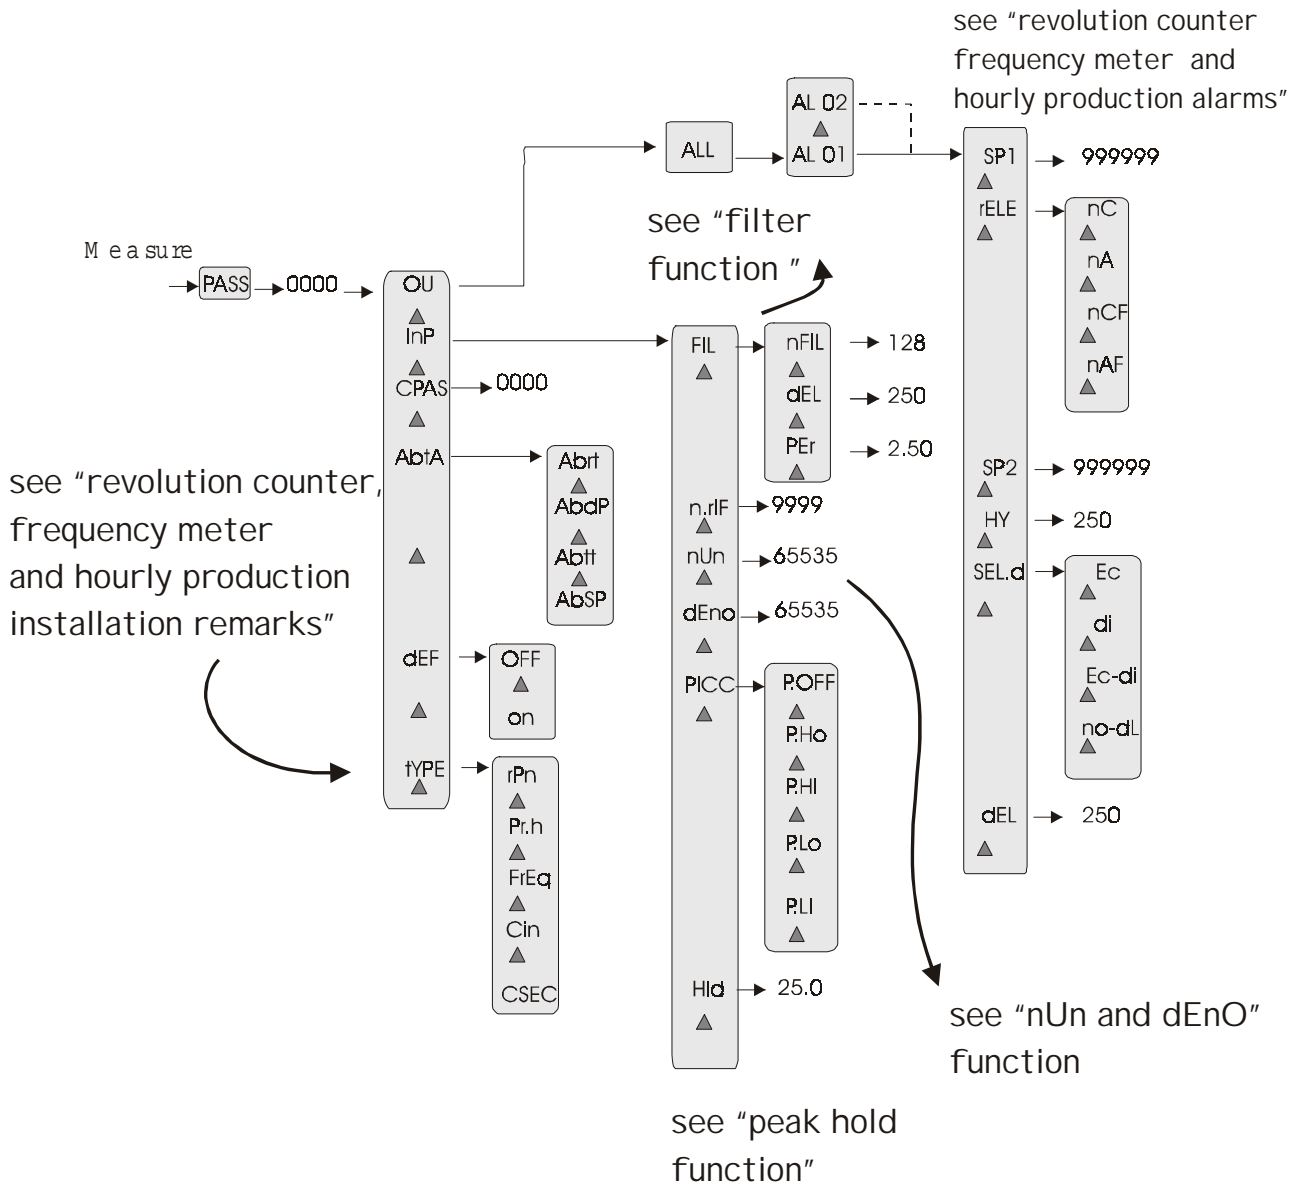 see “revolution counter
frequency meter and
hourly production alarms”
AL 02
ALL
AL 01
SP1
999999
rELE
nC
nA
nCF
nAF
SP2
999999
HY
250
SEL.d
Ec
di
Ec-di
no-dL
dEL
250
see “filter
function ”
Measure
PASS
0000
OU
InP
CPAS
0000
AbtA
Abrt
AbdP
Abtt
AbSP
dEF
OFF
on
tYPE
rPn
Pr.h
FrEq
Cin
CSEC
FIL
nFIL
128
dEL
250
PEr
2.50
n.rIF
9999
nUn
65535
dEno
65535
PICC
P.OFF
P.Ho
P.HI
P.Lo
P.LI
HId
25.0
see “revolution counter,
frequency meter
and hourly production
installation remarks”
see “nUn and dEnO”
function
see “peak hold
function”